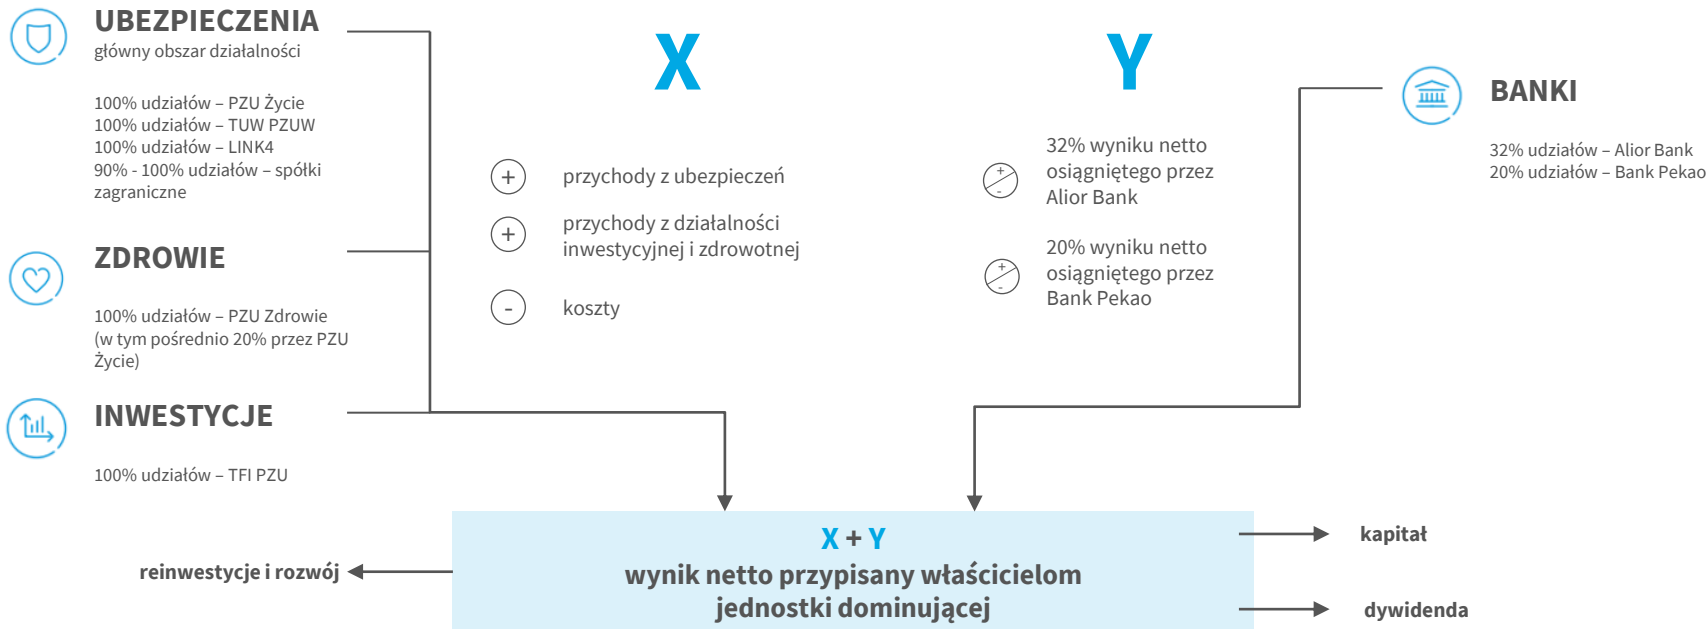 UBEZPIECZENIA
główny obszar działalności
100% udziałów – PZU Życie
100% udziałów – TUW PZUW
100% udziałów – LINK4
90% - 100% udziałów – spółki
zagraniczne
ZDROWIE
100% udziałów – PZU Zdrowie
(w tym pośrednio 20% przez PZU
Życie)
INWESTYCJE
100% udziałów – TFI PZU
X
+ przychody z ubezpieczeń
+ przychody z działalności
inwestycyjnej i zdrowotnej
- koszty
Y
+
-
32% wyniku netto
osiągniętego przez
Alior Bank
+
-
20% wyniku netto
osiągniętego przez
Bank Pekao
BANKI
32% udziałów – Alior Bank
20% udziałów – Bank Pekao
X + Y
wynik netto przypisany właścicielom
jednostki dominującej
reinwestycje i rozwój
kapitał
dywidenda